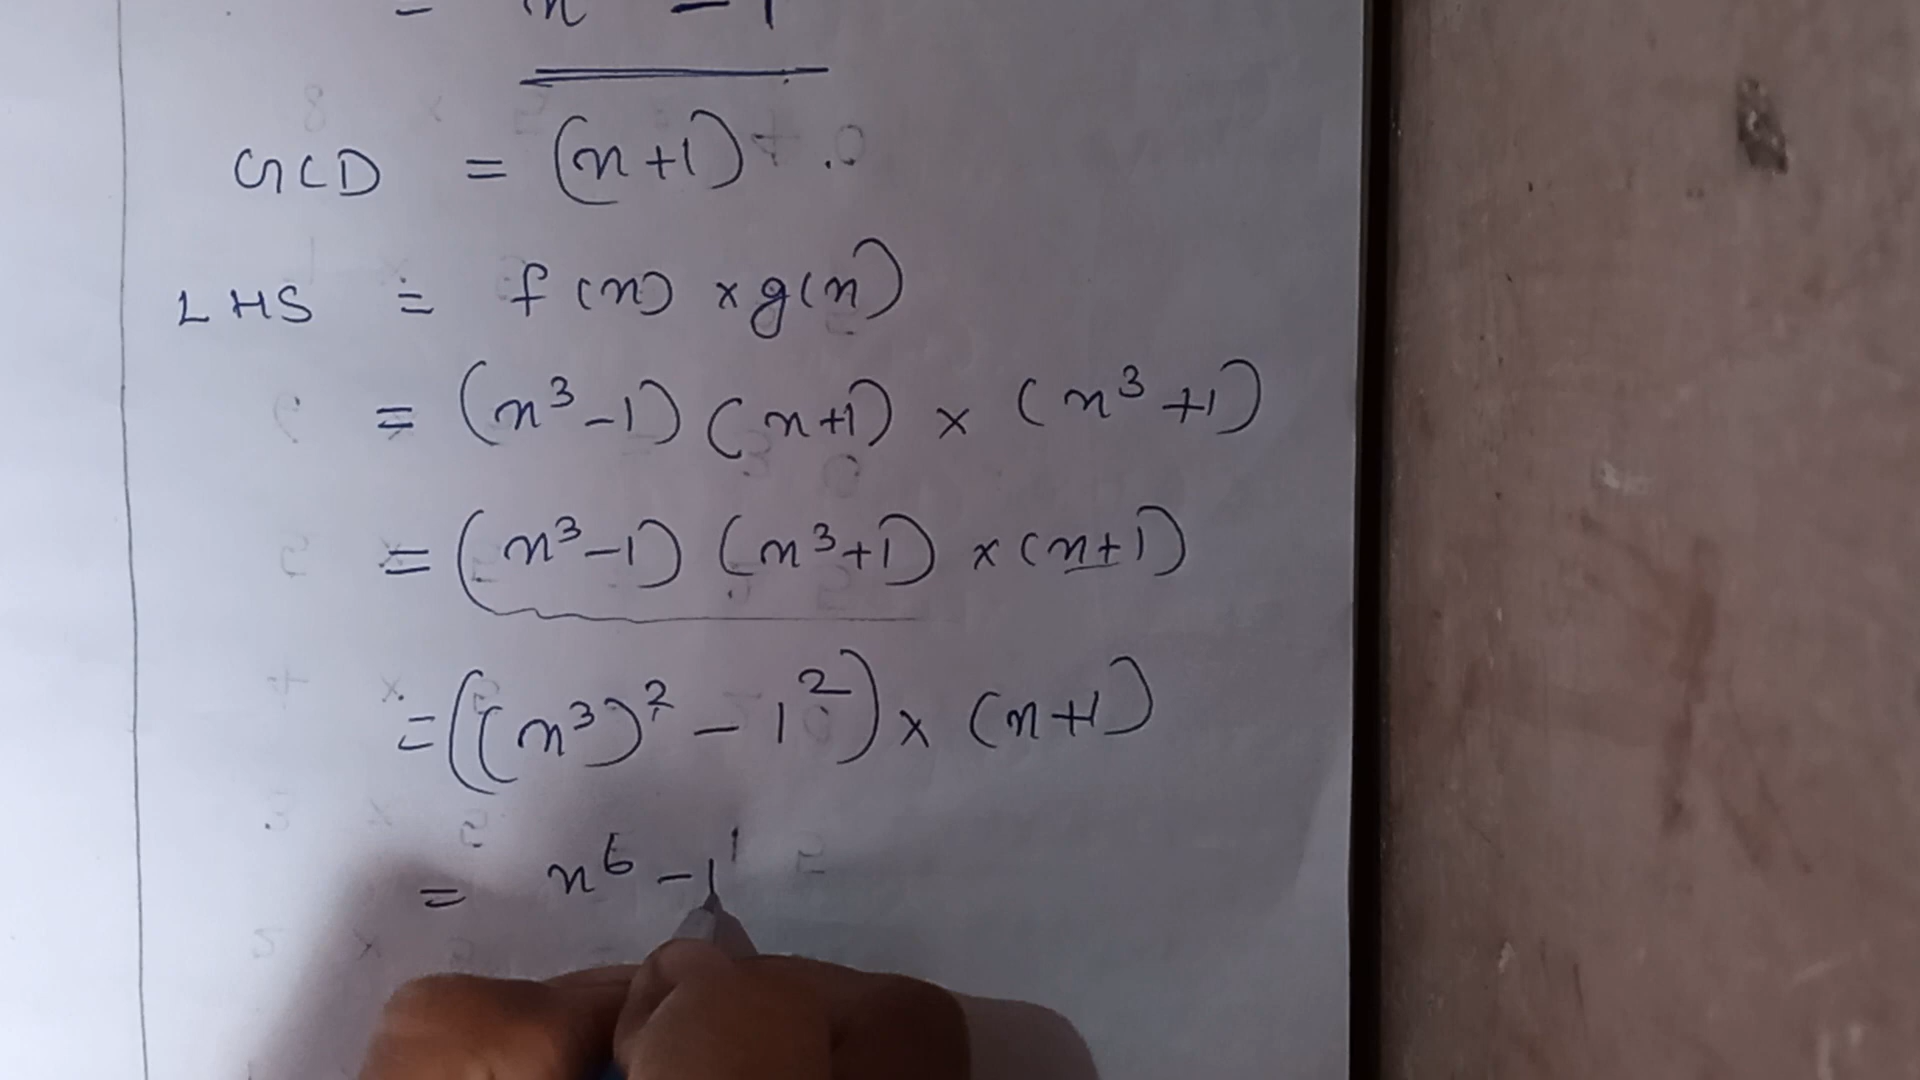 GCD = (x+1)
LHS = f(x) × g(x)
= (x³-1) (x+1) × (x³+1)
= (x³-1) (x³+1) × (x+1)
= ((x³)² - 1²) × (x+1)
= x⁶ - 1